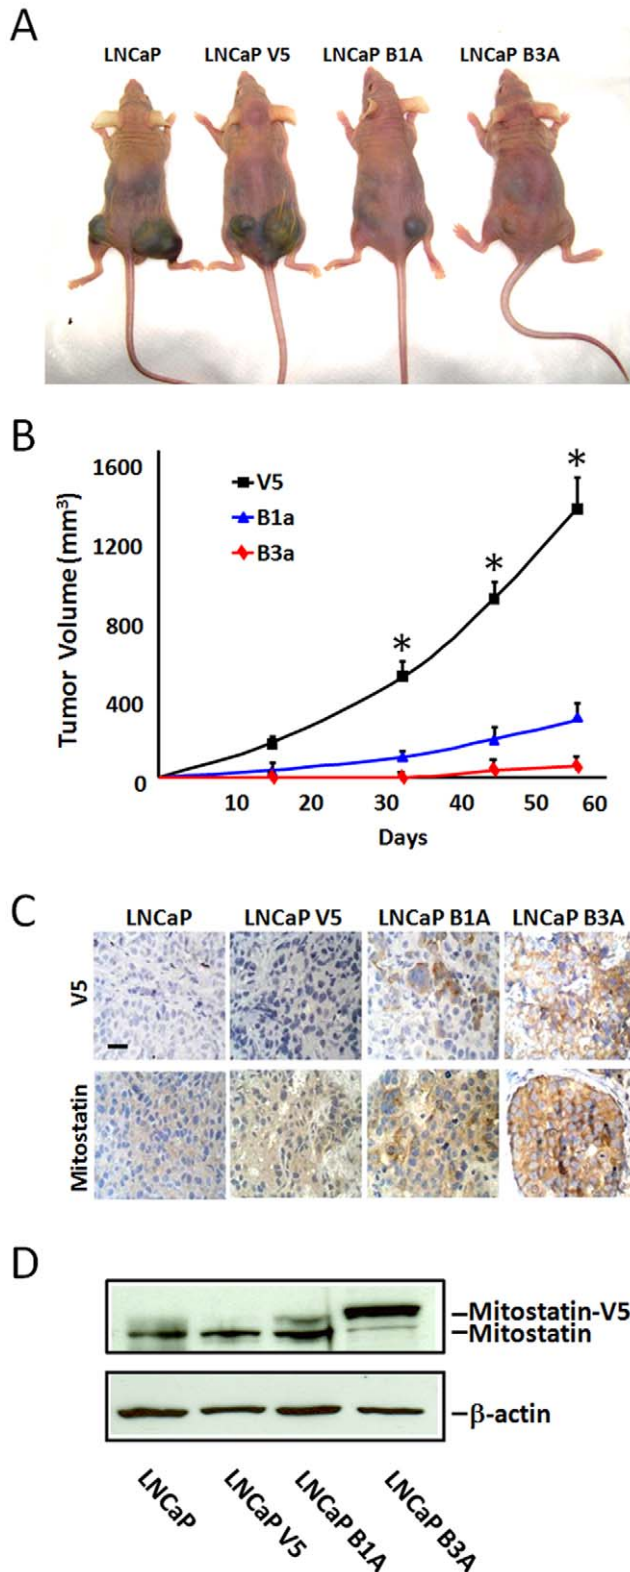 A
LNCaP LNCaP V5 LNCaP B1A LNCaP B3A
B
Tumor Volume (mm³)
1600
1200
800
400
0
V5
B1a
B3a
*
*
*
10 20 30 40 50 60
Days
C
LNCaP LNCaP V5 LNCaP B1A LNCaP B3A
V5
Mitostatin
D
Mitostatin-V5
Mitostatin
β-actin
LNCaP
LNCaP V5
LNCaP B1A
LNCaP B3A